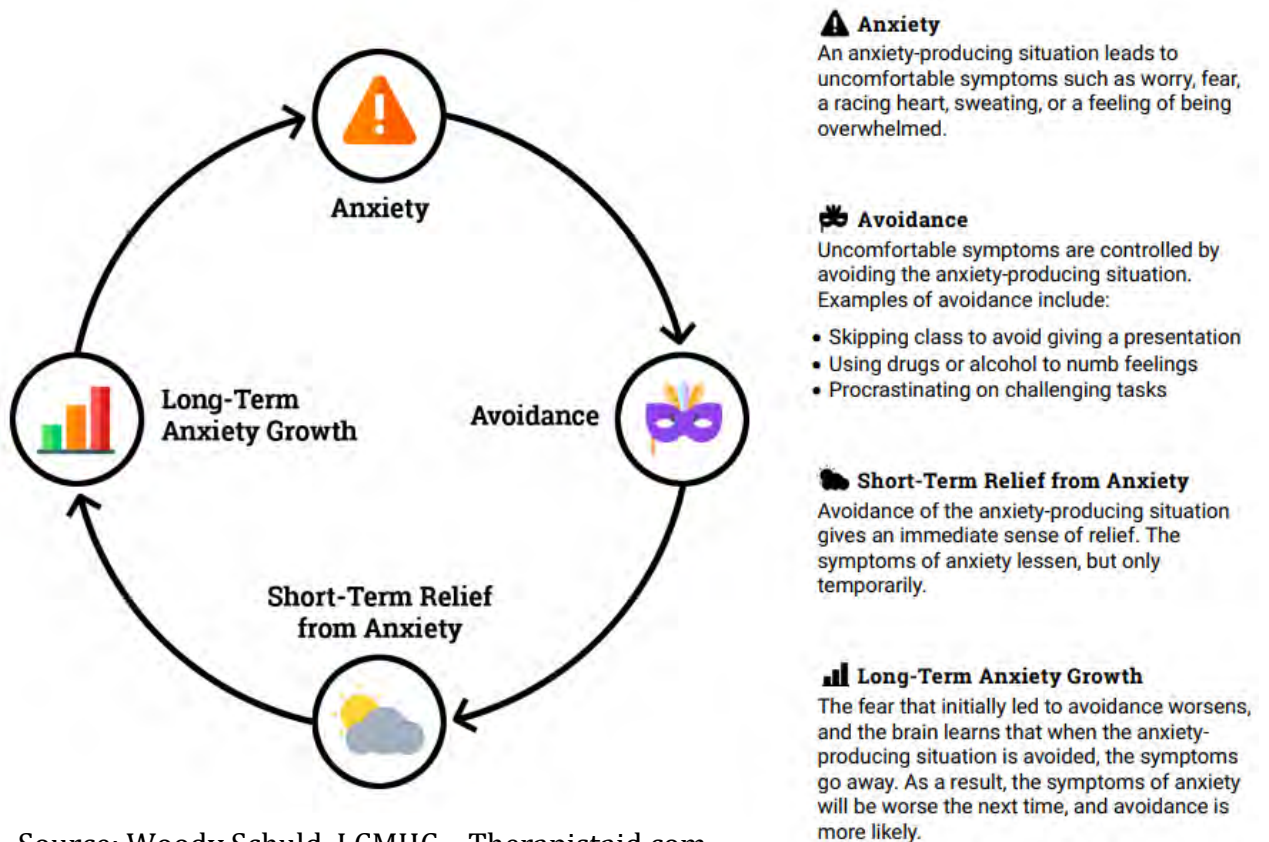 Anxiety
Long-Term
Anxiety Growth
Avoidance
Short-Term Relief
from Anxiety
Anxiety
An anxiety-producing situation leads to
uncomfortable symptoms such as worry, fear,
a racing heart, sweating, or a feeling of being
overwhelmed.
Avoidance
Uncomfortable symptoms are controlled by
avoiding the anxiety-producing situation.
Examples of avoidance include:
• Skipping class to avoid giving a presentation
• Using drugs or alcohol to numb feelings
• Procrastinating on challenging tasks
Short-Term Relief from Anxiety
Avoidance of the anxiety-producing situation
gives an immediate sense of relief. The
symptoms of anxiety lessen, but only
temporarily.
Long-Term Anxiety Growth
The fear that initially led to avoidance worsens,
and the brain learns that when the anxiety-
producing situation is avoided, the symptoms
go away. As a result, the symptoms of anxiety
will be worse the next time, and avoidance is
more likely.
Source: Woody Schuld, LCMHC Therapistaid.com